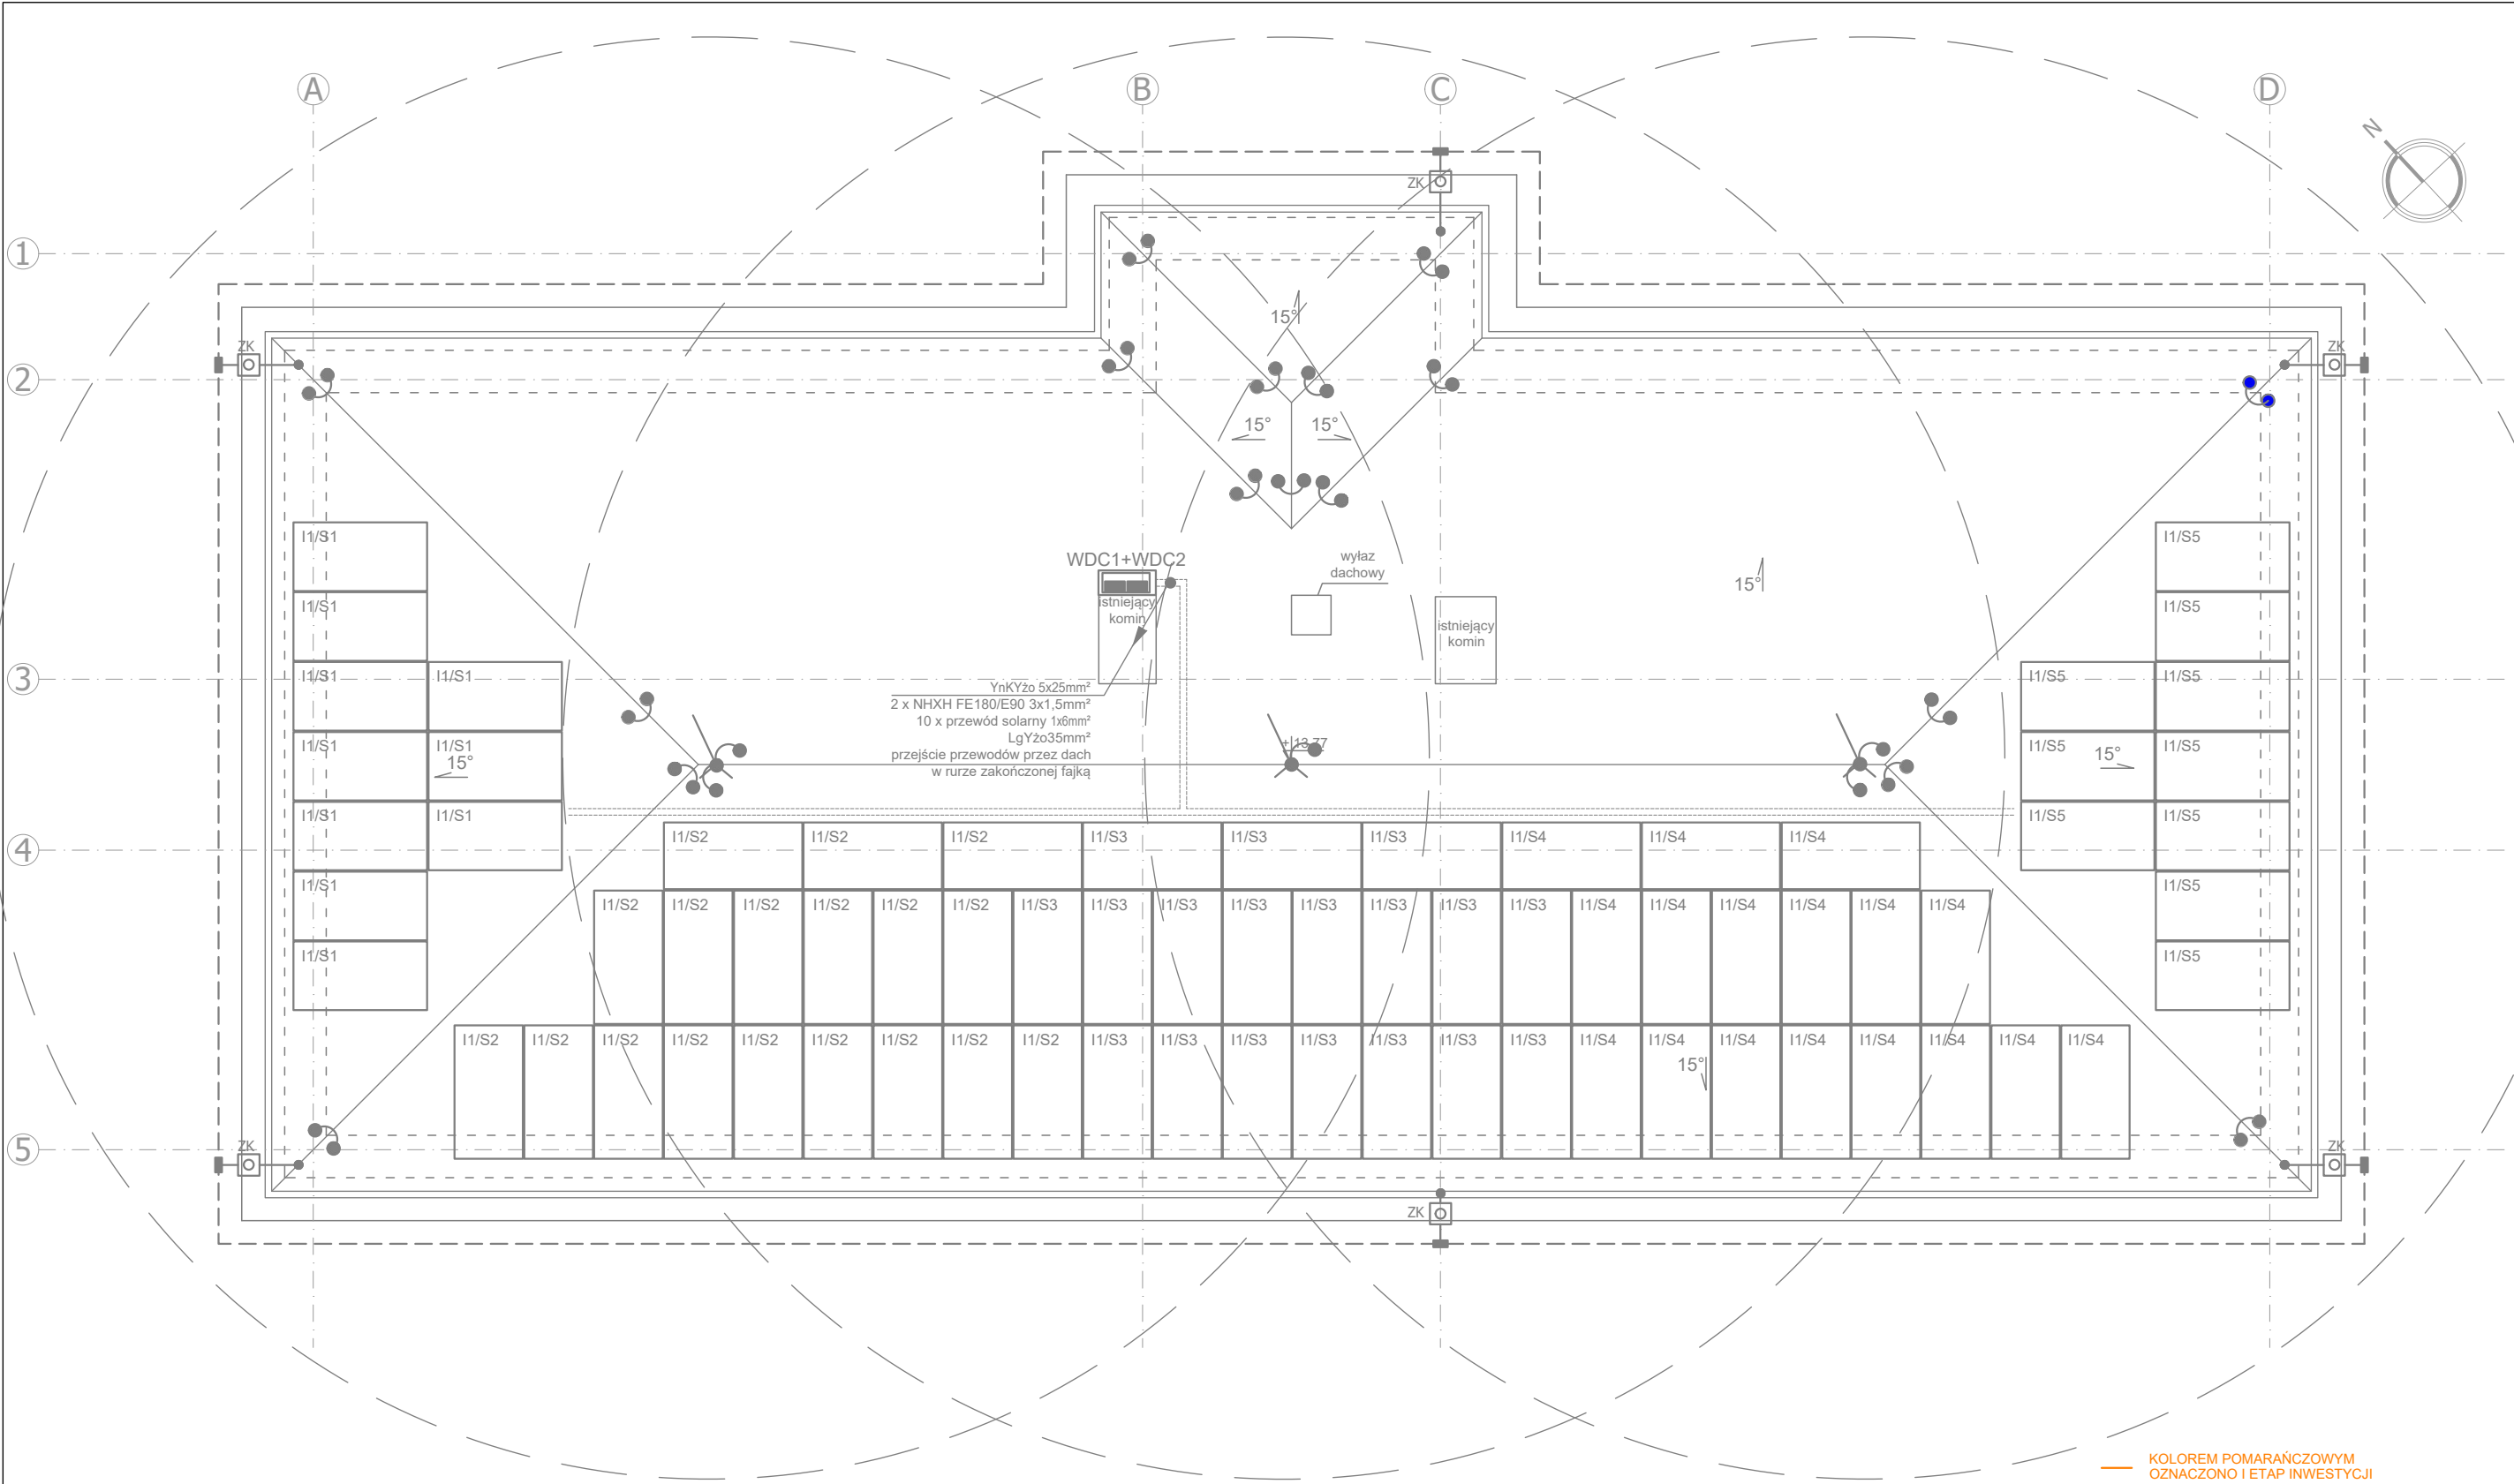 A B C D
N
ZK
1
15°
ZK ZK
2
15° 15°
I1/S1 I1/S5
WDC1+WDC2
wyłaz
dachowy
15°
istniejący
komin
I1/S1 I1/S5
istniejący
komin
3
I1/S1 I1/S1 I1/S5 I1/S5
YnKYżo 5x25mm²
2 x NHXH FE180/E90 3x1,5mm²
10 x przewód solarny 1x6mm²
LgYżo35mm²
przejście przewodów przez dach
w rurze zakończonej fajką
+13,77
I1/S1 I1/S1 I1/S5 I1/S5
15° 15°
I1/S1 I1/S1 I1/S5 I1/S5
4
I1/S2 I1/S2 I1/S2 I1/S3 I1/S3 I1/S3 I1/S4 I1/S4 I1/S4
I1/S1 I1/S5
I1/S2 I1/S2 I1/S2 I1/S2 I1/S2 I1/S2 I1/S3 I1/S3 I1/S3 I1/S3 I1/S3 I1/S3 I1/S3 I1/S3 I1/S4 I1/S4 I1/S4 I1/S4 I1/S4 I1/S4
I1/S1 I1/S5
I1/S2 I1/S2 I1/S2 I1/S2 I1/S2 I1/S2 I1/S2 I1/S2 I1/S2 I1/S3 I1/S3 I1/S3 I1/S3 I1/S3 I1/S3 I1/S3 I1/S4 I1/S4 I1/S4 I1/S4 I1/S4 I1/S4 I1/S4 I1/S4
15°
5
ZK ZK
ZK
KOLOREM POMARAŃCZOWYM
OZNACZONO I ETAP INWESTYCJI